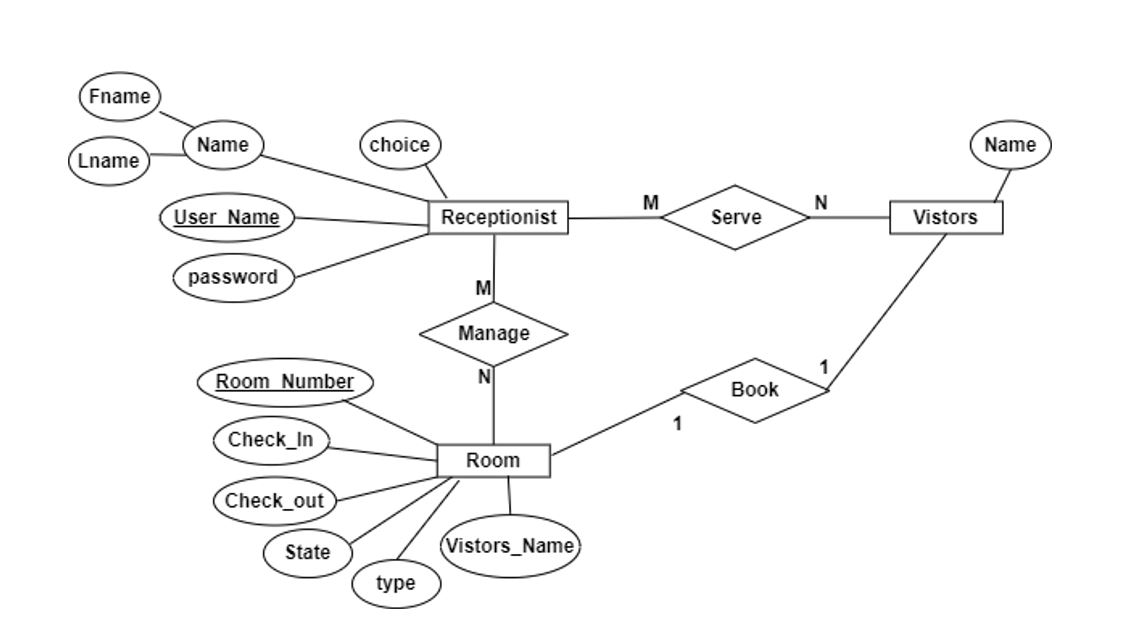 Fname
Name
Lname
choice
Name
User_Name
Receptionist
M
Serve
N
Vistors
password
M
Manage
N
Room_Number
Book
1
1
Check_In
Room
Check_out
State
Vistors_Name
type